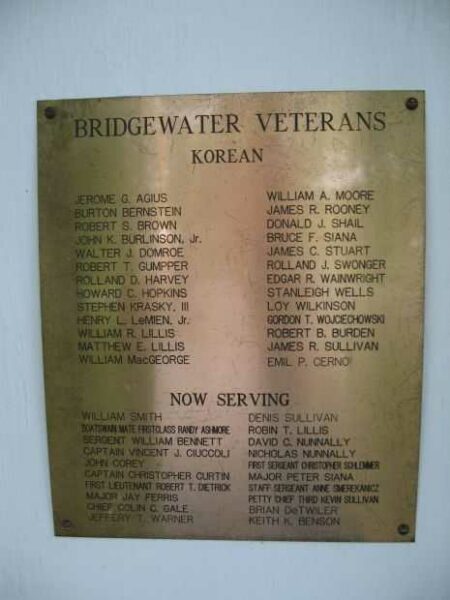 BRIDGEWATER VETERANS
KOREAN
JEROME G. AGIUS
BURTON BERNSTEIN
ROBERT S. BROWN
JOHN K. BURLINSON, Jr.
WALTER J. DOMROE
ROBERT T. GUMPPER
ROLLAND D. HARVEY
HOWARD C. HOPKINS
STEPHEN KRASKY, III
HENRY L. LeMIEN, Jr.
WILLIAM R. LILLIS
MATTHEW E. LILLIS
WILLIAM MacGEORGE
WILLIAM A. MOORE
JAMES R. ROONEY
DONALD J. SHAIL
BRUCE F. SIANA
JAMES C. STUART
ROLLAND J. SWONGER
EDGAR R. WAINWRIGHT
STANLEIGH WELLS
LOY WILKINSON
GORDON T. WOJCIECHOWSKI
ROBERT B. BURDEN
JAMES R. SULLIVAN
EMIL P. CERNO
NOW SERVING
WILLIAM SMITH
BOATSWAIN MATE FIRSTCLASS RANDY ASHMORE
SERGENT WILLIAM BENNETT
CAPTAIN VINCENT J. CIUCCOLI
JOHN COREY
CAPTAIN CHRISTOPHER CURTIN
FIRST LIEUTENANT ROBERT T. DIETRICK
MAJOR JAY FERRIS
CHIEF COLIN C. GALE
JEFFERY T. WARNER
DENIS SULLIVAN
ROBIN T. LILLIS
DAVID C. NUNNALLY
NICHOLAS NUNNALLY
FIRST SERGEANT CHRISTOPHER SCHLEMMER
MAJOR PETER SIANA
STAFF SERGEANT ANNE SMEREKANICZ
PETTY CHIEF THIRD KEVIN SULLIVAN
BRIAN DeTWILER
KEITH K. BENSON